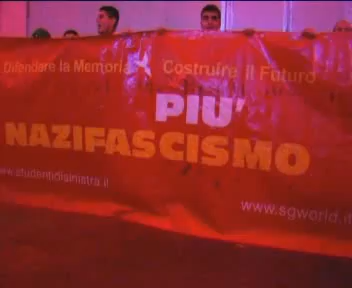 Difendere la Memoria Costruire il Futuro
PIU'
NAZIFASCISMO
www.studentidisinistra.it
www.sgworld.it